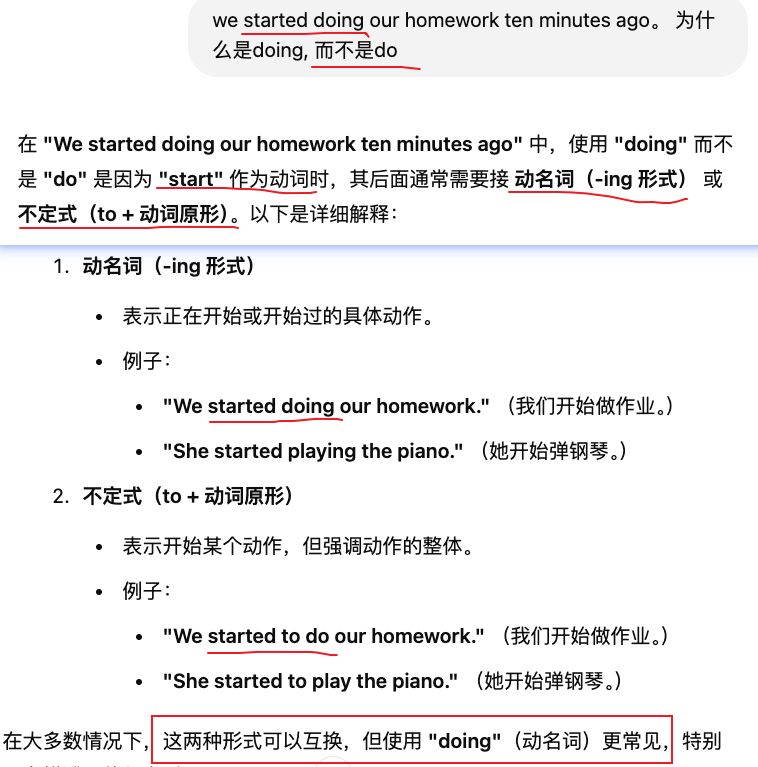 we started doing our homework ten minutes ago。 为什
么是doing, 而不是do
在 "We started doing our homework ten minutes ago" 中，使用 "doing" 而不
是 "do" 是因为 "start" 作为动词时，其后面通常需要接 动名词（-ing 形式） 或
不定式（to + 动词原形）。以下是详细解释：
1. 动名词（-ing 形式）
• 表示正在开始或开始过的具体动作。
• 例子：
• "We started doing our homework." （我们开始做作业。）
• "She started playing the piano." （她开始弹钢琴。）
2. 不定式（to + 动词原形）
• 表示开始某个动作，但强调动作的整体。
• 例子：
• "We started to do our homework." （我们开始做作业。）
• "She started to play the piano." （她开始弹钢琴。）
在大多数情况下，这两种形式可以互换，但使用 "doing"（动名词）更常见，特别